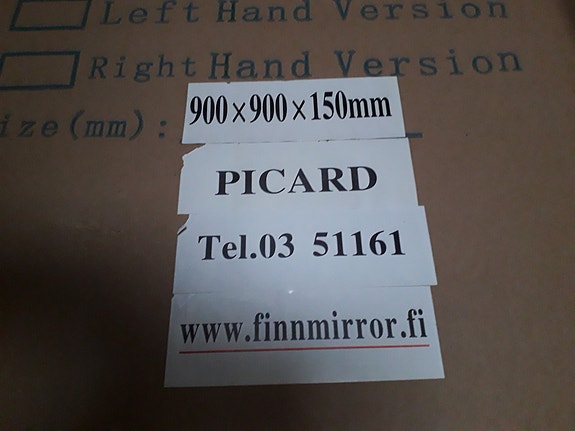 Left Hand Version
Right Hand Version
ize(mm):
900×900×150mm
PICARD
Tel.03 51161
www.finnmirror.fi